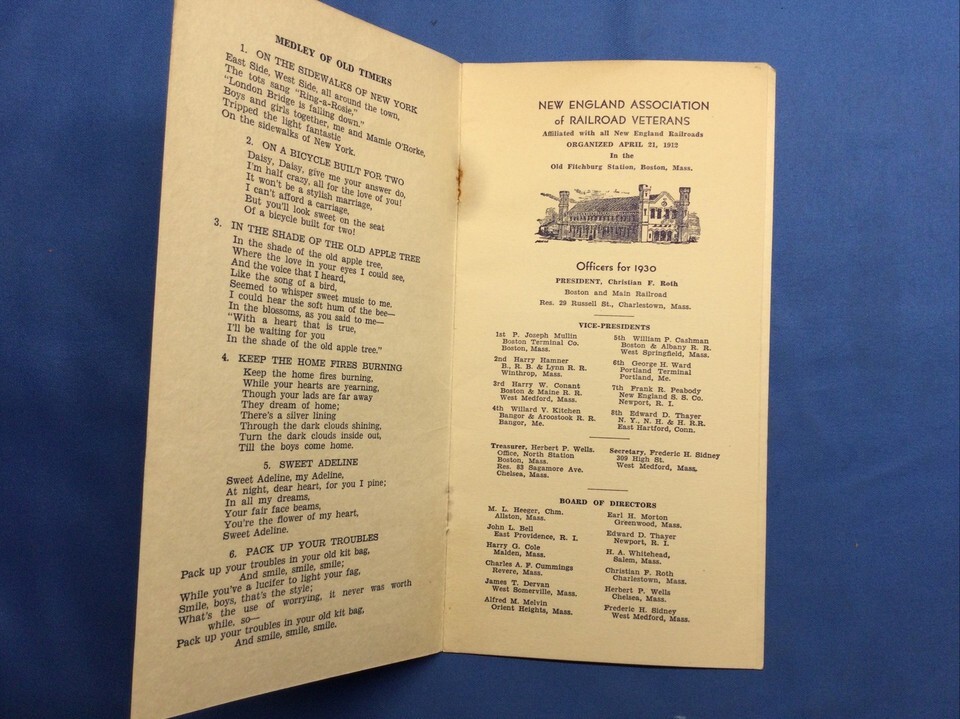 MEDLEY OF OLD TIMERS
1. ON THE SIDEWALKS OF NEW YORK
East Side, West Side, all around the town,
The tots sang "Ring-a-Rosie,"
"London Bridge is falling down."
Boys and girls together, me and Mamie O'Rorke,
Tripped the light fantastic
On the sidewalks of New York.
2. ON A BICYCLE BUILT FOR TWO
Daisy, Daisy, give me your answer do,
I'm half crazy, all for the love of you!
It won't be a stylish marriage,
I can't afford a carriage,
But you'll look sweet on the seat
Of a bicycle built for two!
3. IN THE SHADE OF THE OLD APPLE TREE
In the shade of the old apple tree,
Where the love in your eyes I could see,
And the voice that I heard,
Like the song of a bird,
Seemed to whisper sweet music to me.
I could hear the soft hum of the bee—
In the blossoms, as you said to me—
"With a heart that is true,
I'll be waiting for you
In the shade of the old apple tree."
4. KEEP THE HOME FIRES BURNING
Keep the home fires burning,
While your hearts are yearning,
Though your lads are far away
They dream of home;
There's a silver lining
Through the dark clouds shining,
Turn the dark clouds inside out,
Till the boys come home.
5. SWEET ADELINE
Sweet Adeline, my Adeline,
At night, dear heart, for you I pine;
In all my dreams,
Your fair face beams,
You're the flower of my heart,
Sweet Adeline.
6. PACK UP YOUR TROUBLES
Pack up your troubles in your old kit bag,
And smile, smile, smile;
While you've a lucifer to light your fag,
Smile, boys, that's the style;
What's the use of worrying, it never was worth
while. so—
Pack up your troubles in your old kit bag,
And smile, smile, smile.
NEW ENGLAND ASSOCIATION
of RAILROAD VETERANS
Affiliated with all New England Railroads
ORGANIZED APRIL 21, 1912
In the
Old Fitchburg Station, Boston, Mass.
Officers for 1930
PRESIDENT, Christian F. Roth
Boston and Main Railroad
Res. 29 Russell St., Charlestown, Mass.
VICE-PRESIDENTS
1st P. Joseph Mullin
Boston Terminal Co.
Boston, Mass.
2nd Harry Hamner
B., R. B. & Lynn R. R.
Winthrop, Mass.
3rd Harry W. Conant
Boston & Maine R. R.
West Medford, Mass.
4th Willard V. Kitchen
Bangor & Aroostook R. R.
Bangor, Me.
5th William P. Cashman
Boston & Albany R. R.
West Springfield, Mass.
6th George H. Ward
Portland Terminal
Portland, Me.
7th Frank R. Peabody
New England S. S. Co.
Newport, R. I.
8th Edward D. Thayer
N. Y., N. H. & H. R.R.
East Hartford, Conn.
Treasurer, Herbert P. Wells.
Office, North Station
Boston, Mass.
Res. 83 Sagamore Ave.
Chelsea, Mass.
Secretary, Frederic H. Sidney
309 High St.
West Medford, Mass.
BOARD OF DIRECTORS
M. L. Heeger, Chm.
Allston, Mass.
John L. Bell
East Providence, R. I.
Harry G. Cole
Malden, Mass.
Charles A. F. Cummings
Revere, Mass.
James T. Dervan
West Somerville, Mass.
Alfred M. Melvin
Orient Heights, Mass.
Earl H. Morton
Greenwood, Mass.
Edward D. Thayer
Newport, R. I.
H. A. Whitehead,
Salem, Mass.
Christian F. Roth
Charlestown, Mass.
Herbert P. Wells
Chelsea, Mass.
Frederic H. Sidney
West Medford, Mass.